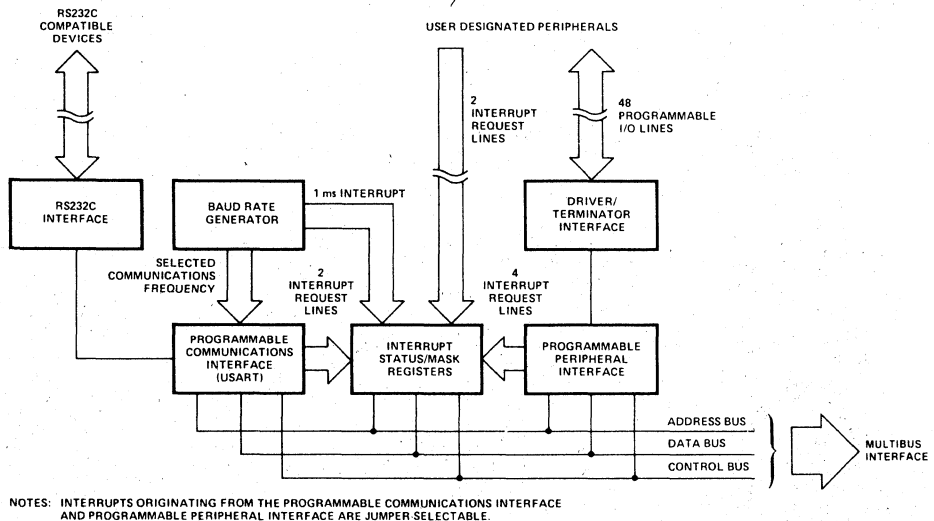 RS232C
COMPATIBLE
DEVICES
USER DESIGNATED PERIPHERALS
2
INTERRUPT
REQUEST
LINES
48
PROGRAMMABLE
I/O LINES
RS232C
INTERFACE
BAUD RATE
GENERATOR
1 ms INTERRUPT
DRIVER/
TERMINATOR
INTERFACE
SELECTED
COMMUNICATIONS
FREQUENCY
2
INTERRUPT
REQUEST
LINES
4
INTERRUPT
REQUEST
LINES
PROGRAMMABLE
COMMUNICATIONS
INTERFACE
(USART)
INTERRUPT
STATUS/MASK
REGISTERS
PROGRAMMABLE
PERIPHERAL
INTERFACE
ADDRESS BUS
DATA BUS
CONTROL BUS
MULTIBUS
INTERFACE
NOTES: INTERRUPTS ORIGINATING FROM THE PROGRAMMABLE COMMUNICATIONS INTERFACE
AND PROGRAMMABLE PERIPHERAL INTERFACE ARE JUMPER SELECTABLE.